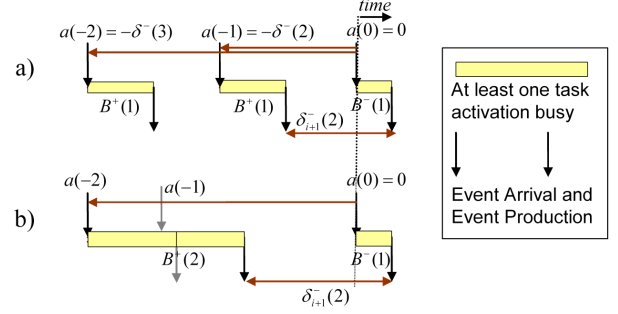 time
a(−2)=−δ⁻(3) a(−1)=−δ⁻(2) a(0)=0
a)
B⁺(1) B⁺(1) B⁻(1)
δ⁻ᵢ₊₁(2)
At least one task
activation busy
Event Arrival and
Event Production
a(−2) a(−1) a(0)=0
b)
B⁺(2) B⁻(1)
δ⁻ᵢ₊₁(2)